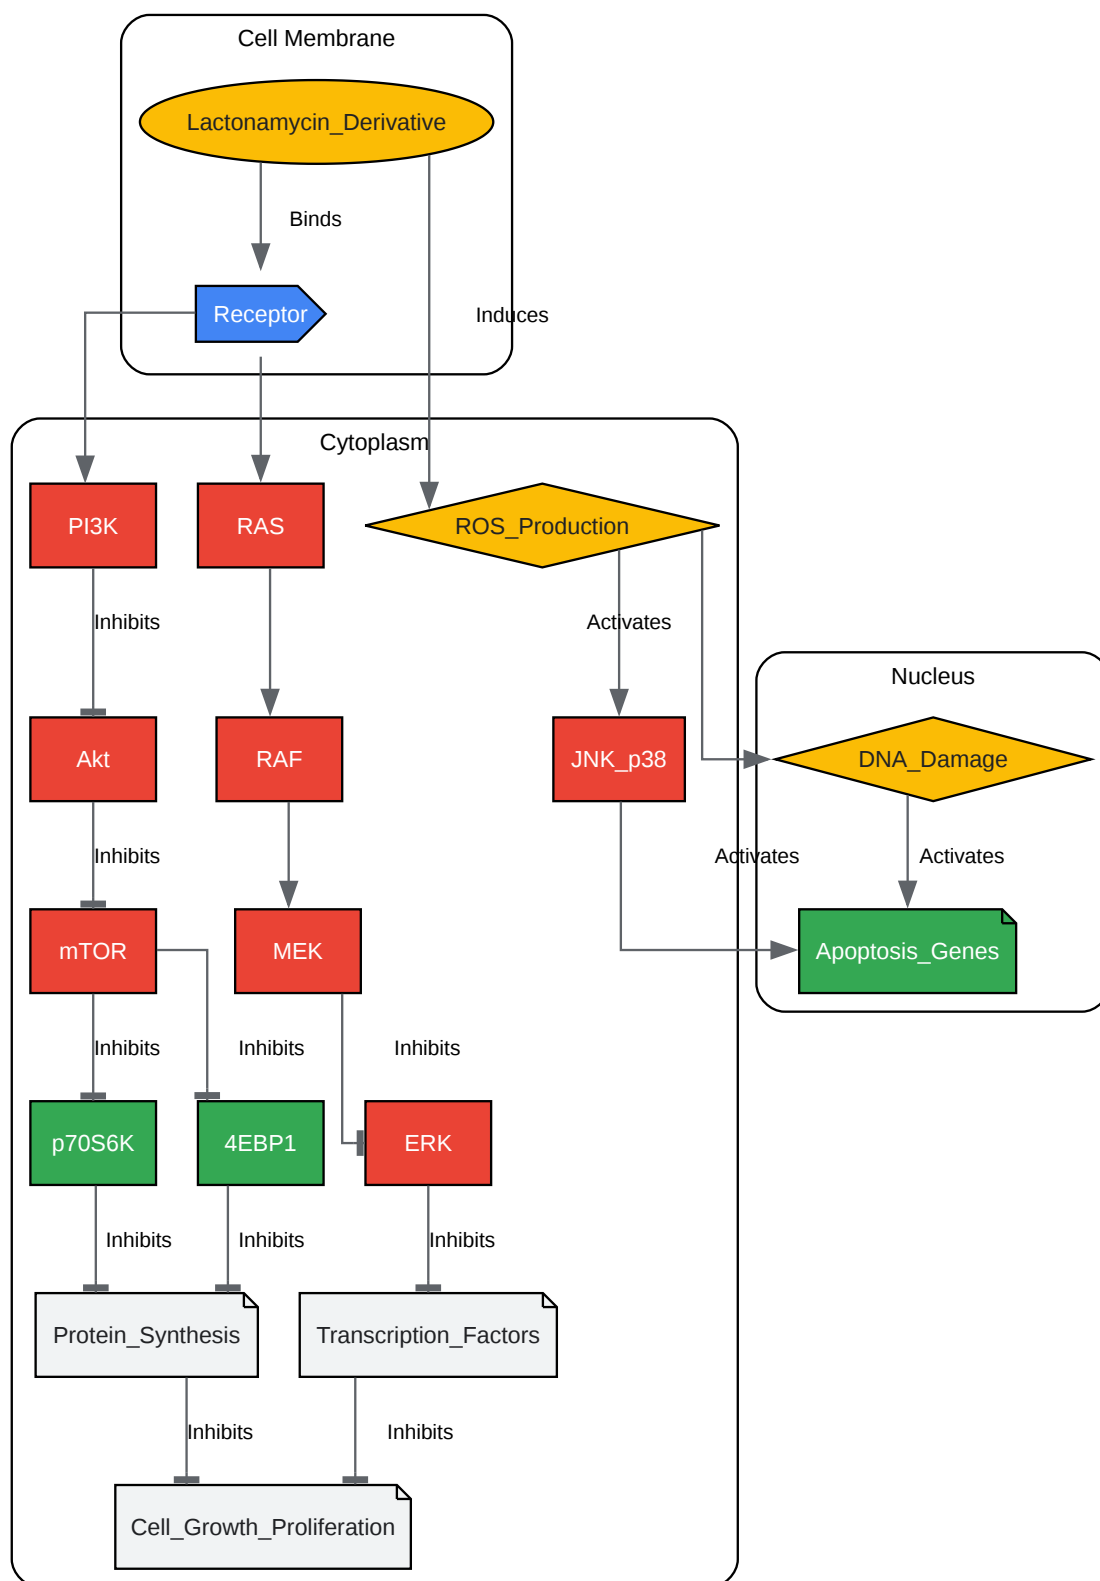 Cell Membrane
Lactonamycin_Derivative
Binds
Receptor
Induces
Cytoplasm
PI3K
RAS
ROS_Production
Inhibits
Activates
Nucleus
Akt
RAF
JNK_p38
DNA_Damage
Inhibits
Activates
Activates
mTOR
MEK
Apoptosis_Genes
Inhibits
Inhibits
Inhibits
p70S6K
4EBP1
ERK
Inhibits
Inhibits
Inhibits
Protein_Synthesis
Transcription_Factors
Inhibits
Inhibits
Cell_Growth_Proliferation